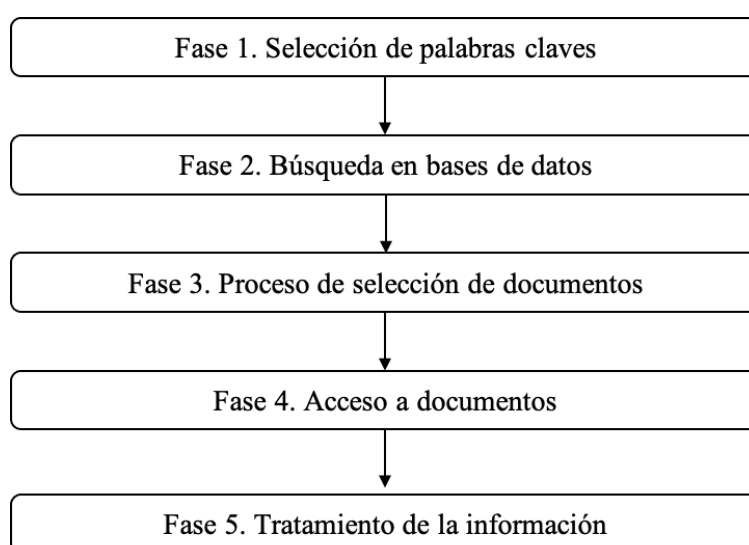 Fase 1. Selección de palabras claves
Fase 2. Búsqueda en bases de datos
Fase 3. Proceso de selección de documentos
Fase 4. Acceso a documentos
Fase 5. Tratamiento de la información